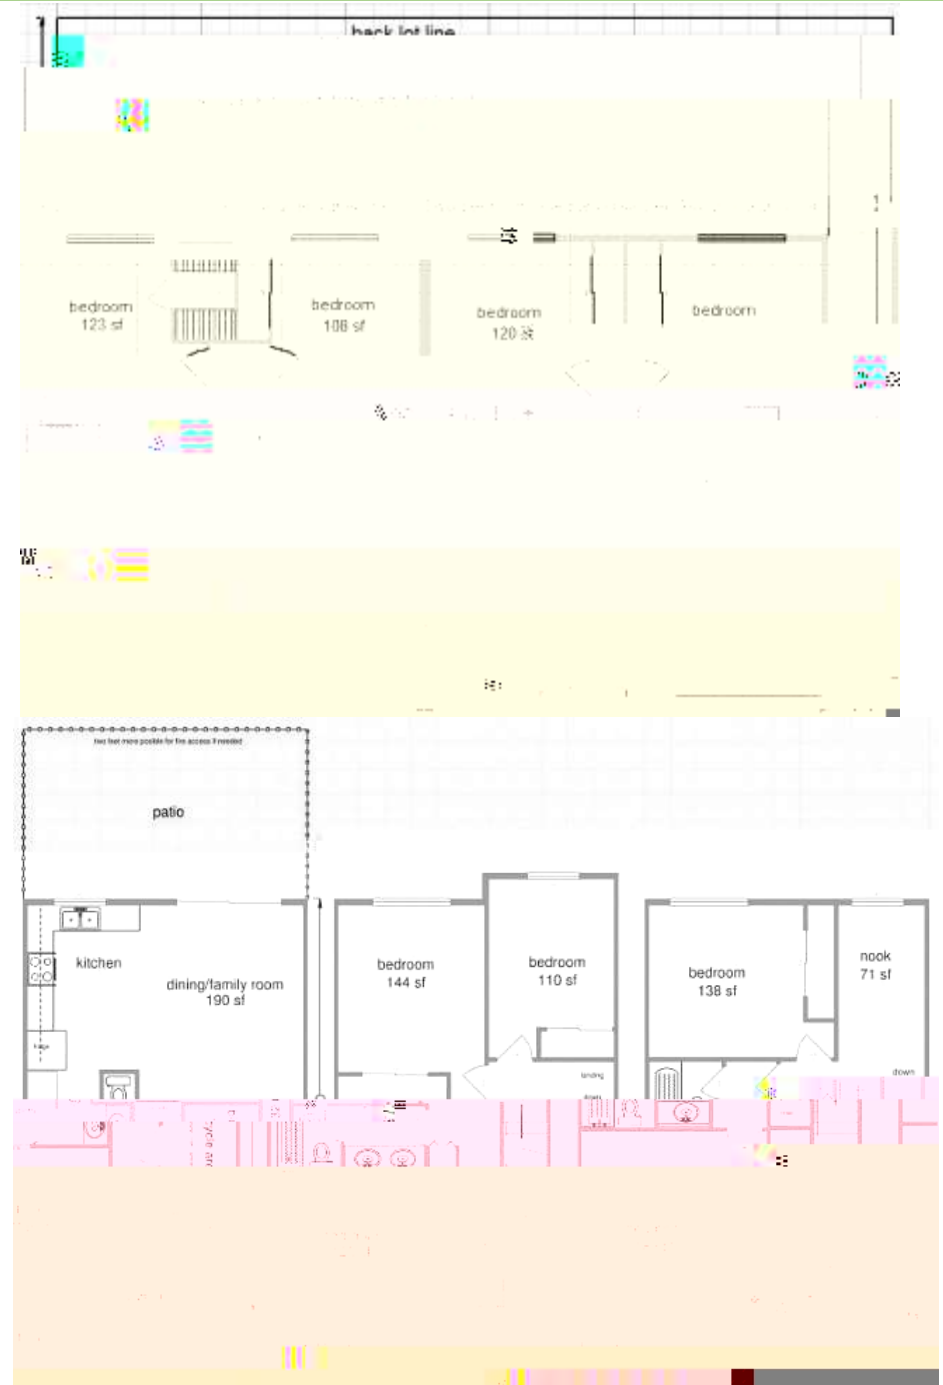 back lot line
bedroom
123 sf
bedroom
108 sf
bedroom
120
bedroom
two feet more posible for fire access if needed
patio
kitchen
dining/family room
190 sf
bedroom
144 sf
bedroom
110 sf
landing
down
bedroom
138 sf
nook
71 sf
down